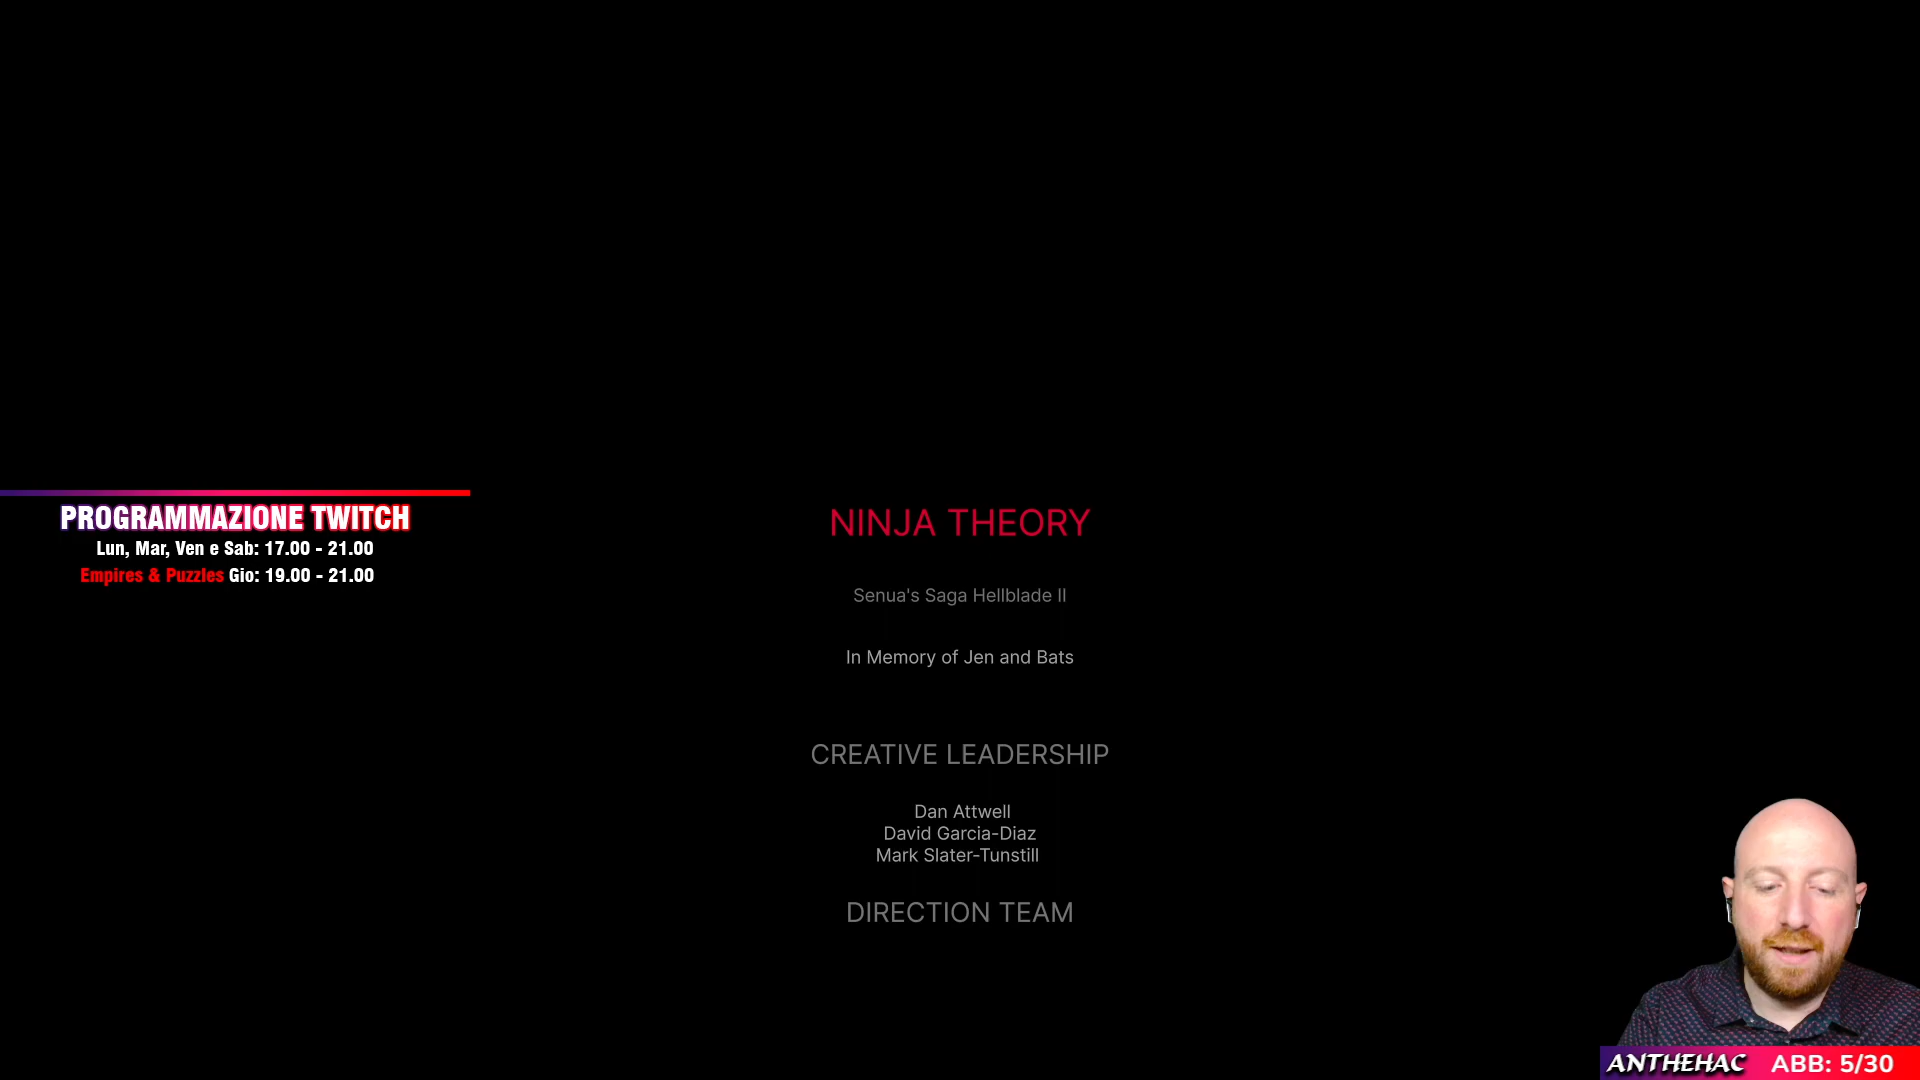 PROGRAMMAZIONE TWITCH
Lun, Mar, Ven e Sab: 17.00 - 21.00
Empires & Puzzles Gio: 19.00 - 21.00
NINJA THEORY
Senua's Saga Hellblade II
In Memory of Jen and Bats
CREATIVE LEADERSHIP
Dan Attwell
David Garcia-Diaz
Mark Slater-Tunstill
DIRECTION TEAM
ANTHEHAC ABB: 5/30